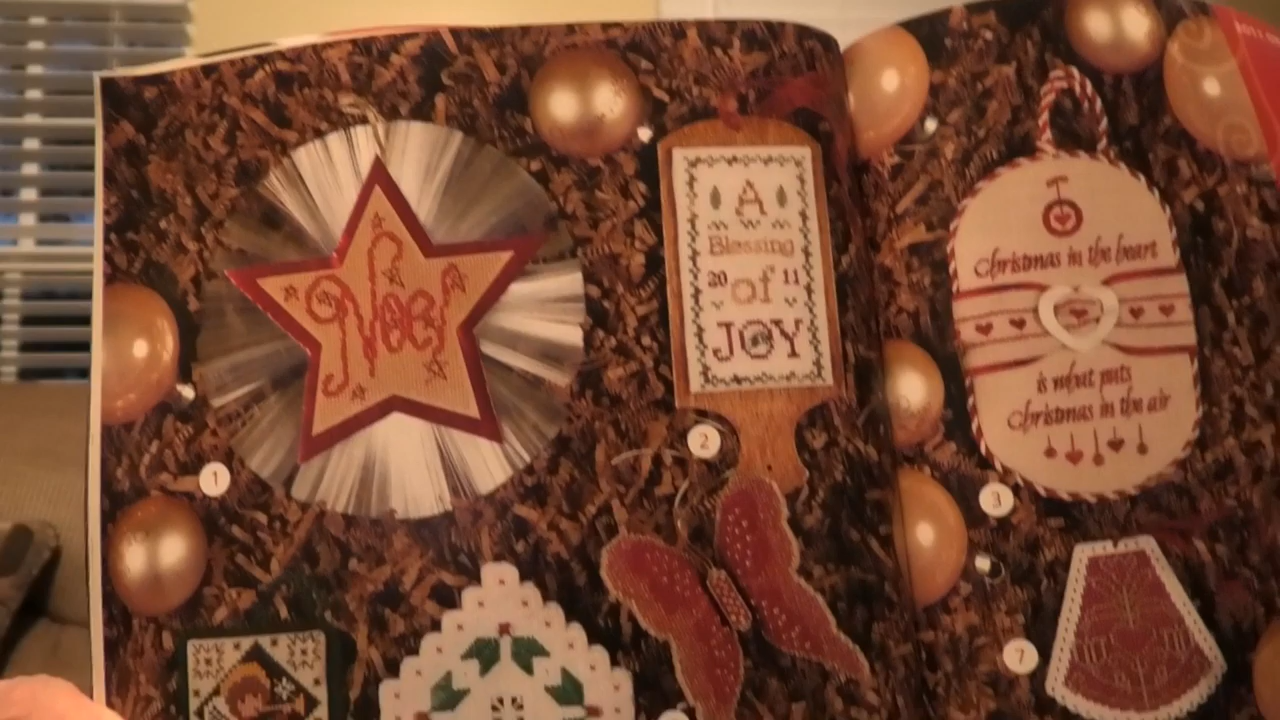 Noel
A
Blessing
20 of 11
JOY
Christmas in the heart
is what puts
Christmas in the air
1
2
3
7